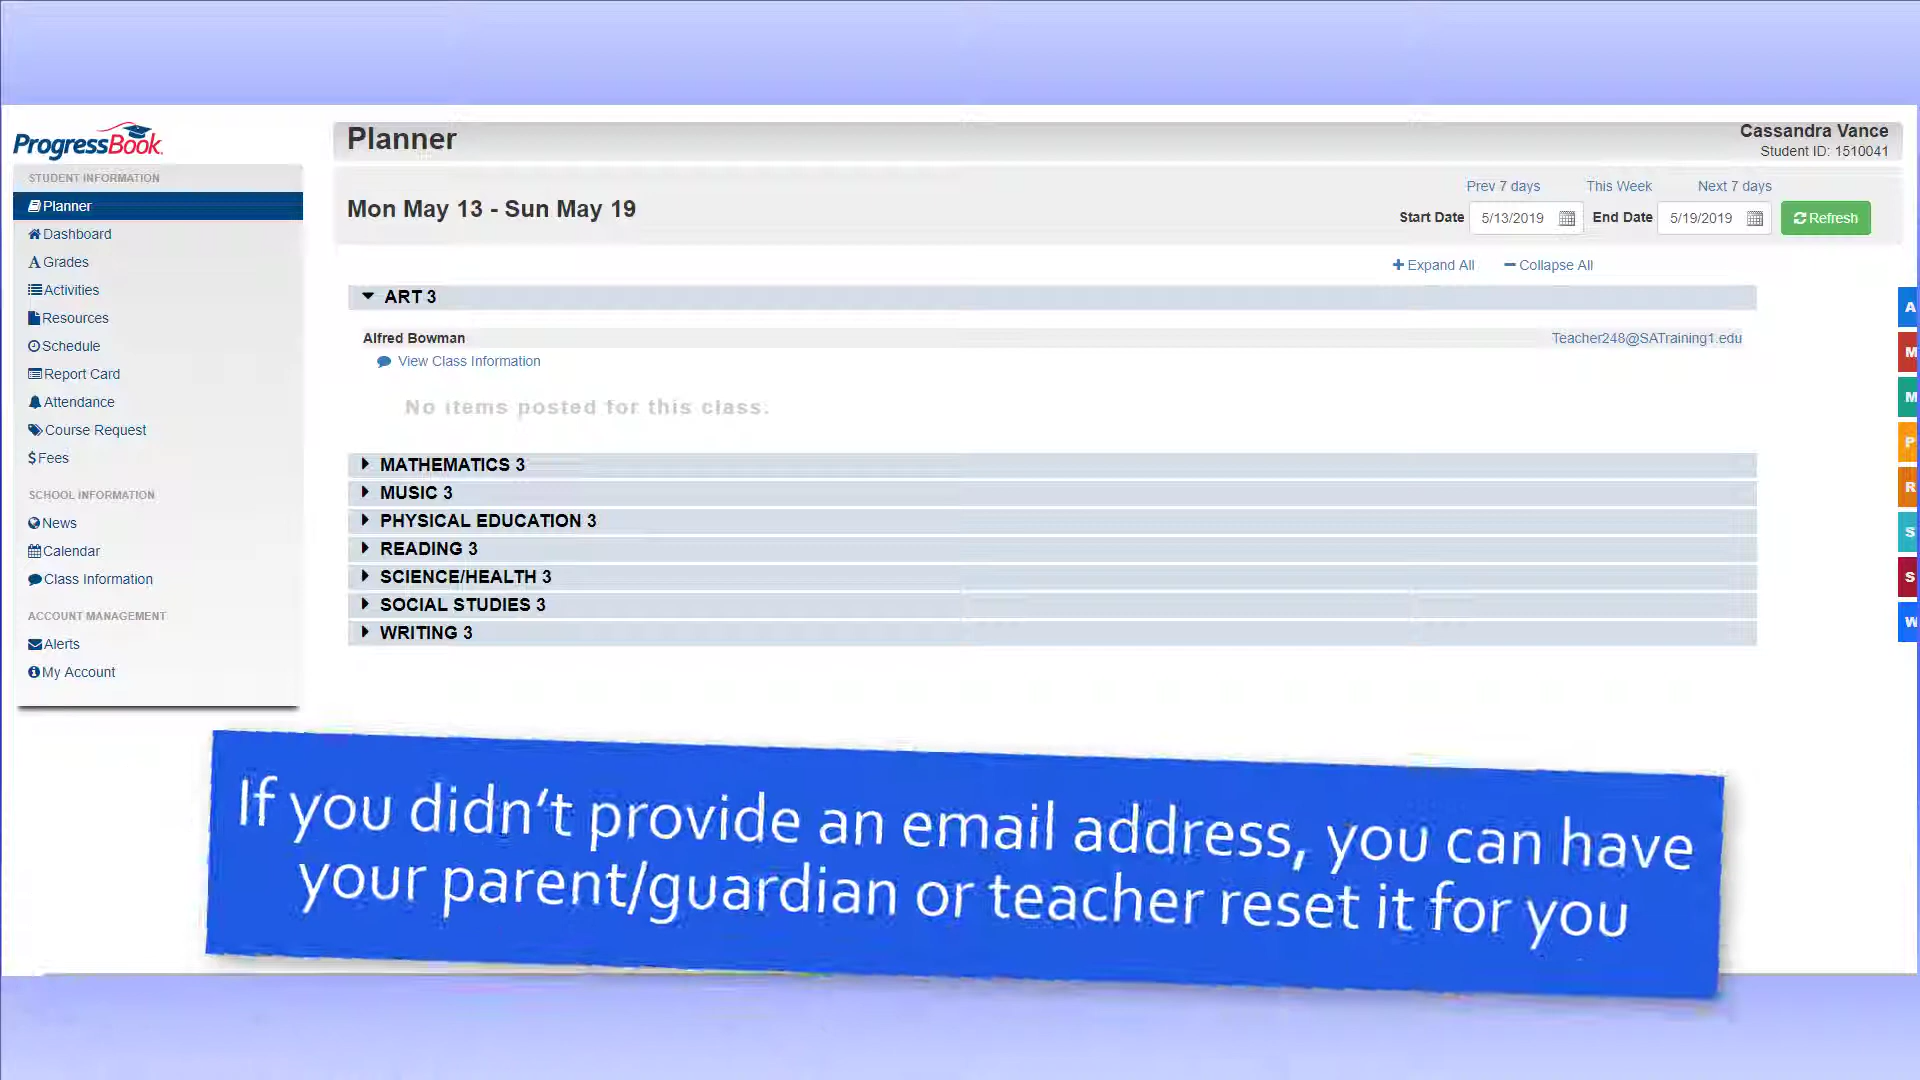 ProgressBook
STUDENT INFORMATION
Planner
Dashboard
Grades
Activities
Resources
Schedule
Report Card
Attendance
Course Request
Fees
SCHOOL INFORMATION
News
Calendar
Class Information
ACCOUNT MANAGEMENT
Alerts
My Account
Planner
Cassandra Vance
Student ID: 1510041
Mon May 13 - Sun May 19
Prev 7 days This Week Next 7 days
Start Date 5/13/2019 End Date 5/19/2019 Refresh
Expand All Collapse All
ART 3
Alfred Bowman Teacher248@SATraining1.edu
View Class Information
No items posted for this class.
MATHEMATICS 3
MUSIC 3
PHYSICAL EDUCATION 3
READING 3
SCIENCE/HEALTH 3
SOCIAL STUDIES 3
WRITING 3
A
M
M
P
R
S
S
W
If you didn't provide an email address, you can have
your parent/guardian or teacher reset it for you